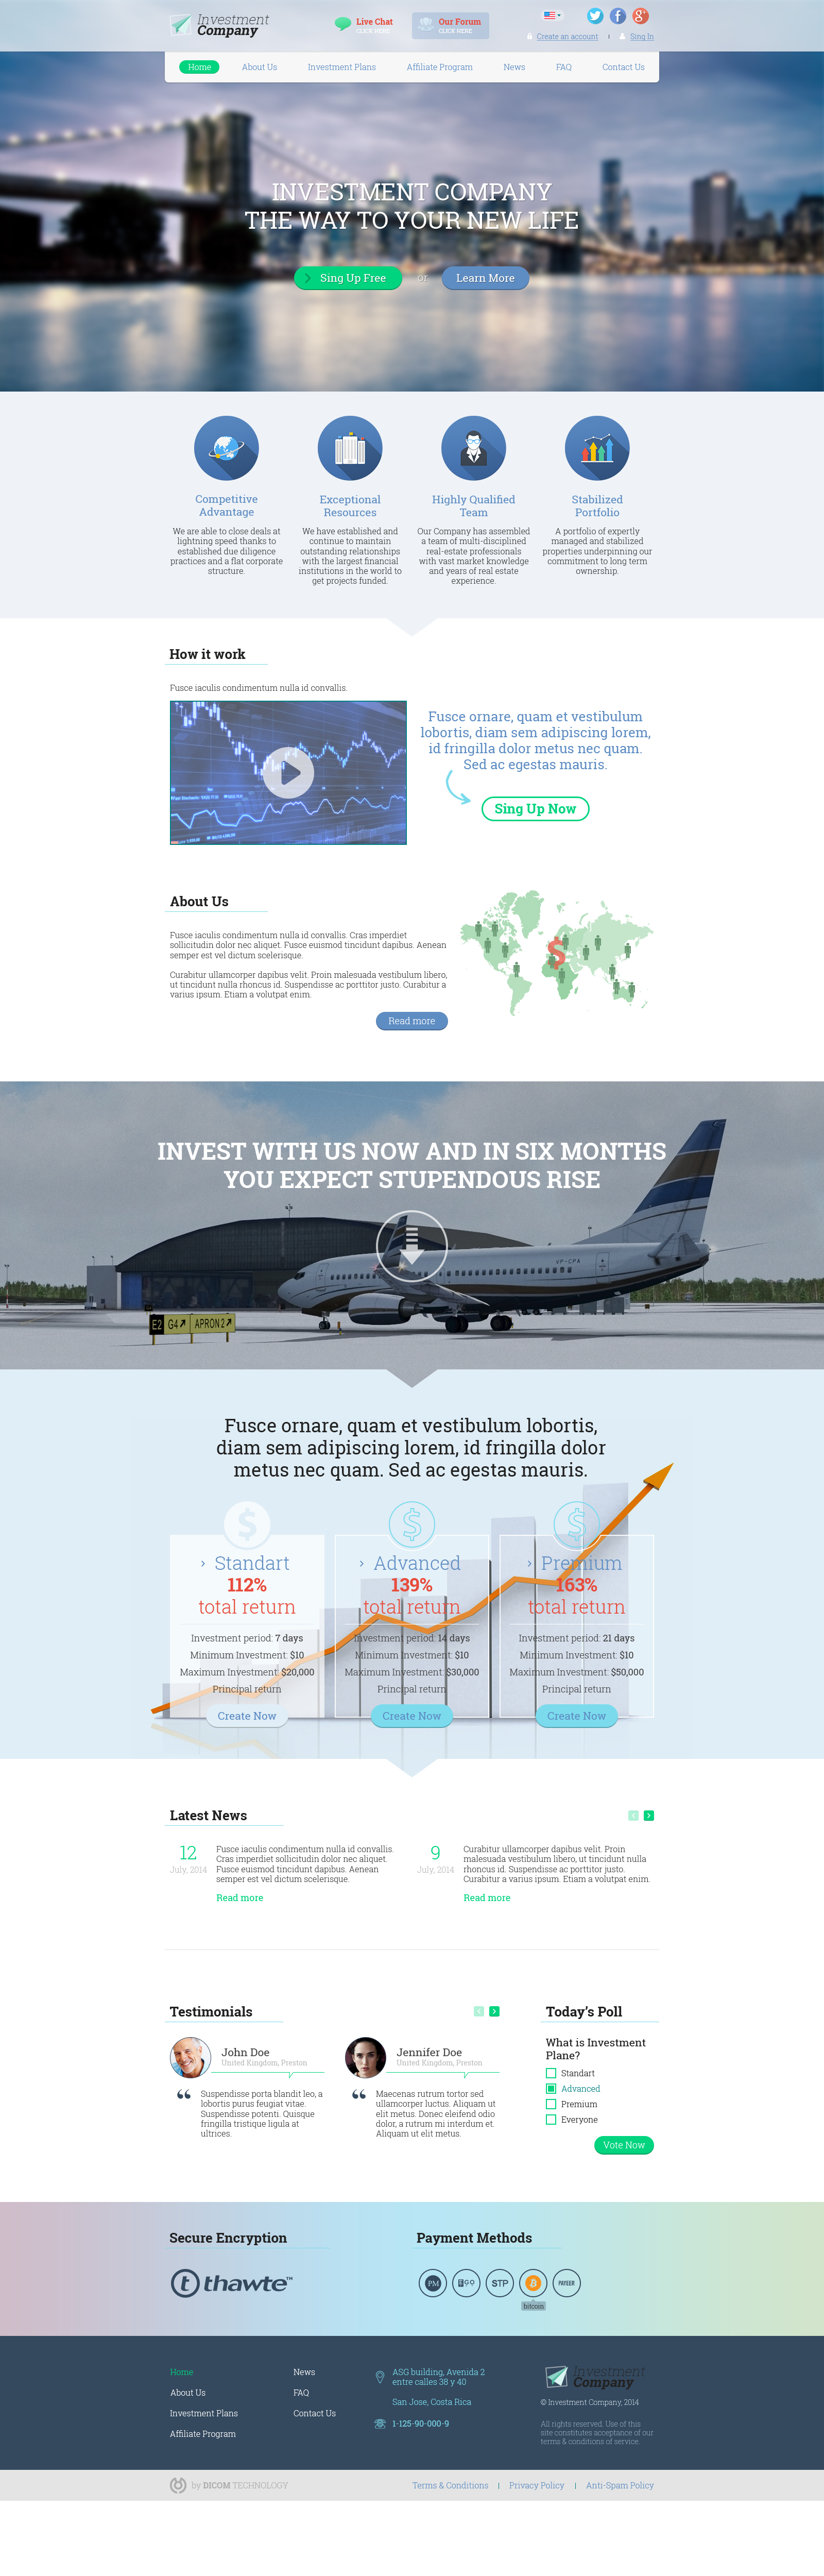 Investment
Company
Live Chat
CLICK HERE
Our Forum
CLICK HERE
Create an account
Sing In
Home
About Us
Investment Plans
Affiliate Program
News
FAQ
Contact Us
INVESTMENT COMPANY
THE WAY TO YOUR NEW LIFE
Sing Up Free
or
Learn More
Competitive
Advantage
We are able to close deals at
lightning speed thanks to
established due diligence
practices and a flat corporate
structure.
Exceptional
Resources
We have established and
continue to maintain
outstanding relationships
with the largest financial
institutions in the world to
get projects funded.
Highly Qualified
Team
Our Company has assembled
a team of multi-disciplined
real-estate professionals
with vast market knowledge
and years of real estate
experience.
Stabilized
Portfolio
A portfolio of expertly
managed and stabilized
properties underpinning our
commitment to long term
ownership.
How it work
Fusce iaculis condimentum nulla id convallis.
Fusce ornare, quam et vestibulum
lobortis, diam sem adipiscing lorem,
id fringilla dolor metus nec quam.
Sed ac egestas mauris.
Sing Up Now
About Us
Fusce iaculis condimentum nulla id convallis. Cras imperdiet
sollicitudin dolor nec aliquet. Fusce euismod tincidunt dapibus. Aenean
semper est vel dictum scelerisque.
Curabitur ullamcorper dapibus velit. Proin malesuada vestibulum libero,
ut tincidunt nulla rhoncus id. Suspendisse ac porttitor justo. Curabitur a
varius ipsum. Etiam a volutpat enim.
Read more
INVEST WITH US NOW AND IN SIX MONTHS
YOU EXPECT STUPENDOUS RISE
VP-CPA
E2 G4 APRON 2
Fusce ornare, quam et vestibulum lobortis,
diam sem adipiscing lorem, id fringilla dolor
metus nec quam. Sed ac egestas mauris.
Standart
112%
total return
Investment period: 7 days
Minimum Investment: $10
Maximum Investment: $20,000
Principal return
Create Now
Advanced
139%
total return
Investment period: 14 days
Minimum Investment: $10
Maximum Investment: $30,000
Principal return
Create Now
Premium
163%
total return
Investment period: 21 days
Minimum Investment: $10
Maximum Investment: $50,000
Principal return
Create Now
Latest News
12
July, 2014
Fusce iaculis condimentum nulla id convallis.
Cras imperdiet sollicitudin dolor nec aliquet.
Fusce euismod tincidunt dapibus. Aenean
semper est vel dictum scelerisque.
Read more
9
July, 2014
Curabitur ullamcorper dapibus velit. Proin
malesuada vestibulum libero, ut tincidunt nulla
rhoncus id. Suspendisse ac porttitor justo.
Curabitur a varius ipsum. Etiam a volutpat enim.
Read more
Testimonials
John Doe
United Kingdom, Preston
Suspendisse porta blandit leo, a
lobortis purus feugiat vitae.
Suspendisse potenti. Quisque
fringilla tristique ligula at
ultrices.
Jennifer Doe
United Kingdom, Preston
Maecenas rutrum tortor sed
ullamcorper luctus. Aliquam ut
elit metus. Donec eleifend odio
dolor, a rutrum mi interdum et.
Aliquam ut elit metus.
Today's Poll
What is Investment
Plane?
Standart
Advanced
Premium
Everyone
Vote Now
Secure Encryption
thawte™
Payment Methods
PM
STP
PAYEER
bitcoin
Home
About Us
Investment Plans
Affiliate Program
News
FAQ
Contact Us
ASG building, Avenida 2
entre calles 38 y 40
San Jose, Costa Rica
1-125-90-000-9
Investment
Company
© Investment Company, 2014
All rights reserved. Use of this
site constitutes acceptance of our
terms & conditions of service.
by DICOM TECHNOLOGY
Terms & Conditions
Privacy Policy
Anti-Spam Policy